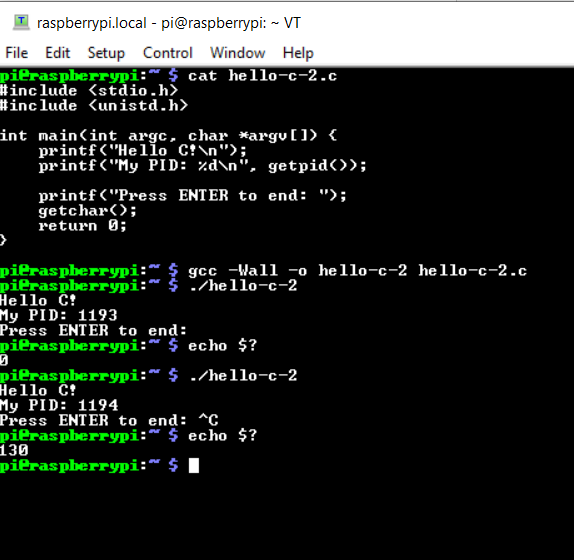 raspberrypi.local - pi@raspberrypi: ~ VT
File Edit Setup Control Window Help
pi@raspberrypi:~ $ cat hello-c-2.c
#include <stdio.h>
#include <unistd.h>
int main(int argc, char *argv[]) {
    printf("Hello C!\n");
    printf("My PID: %d\n", getpid());
    printf("Press ENTER to end: ");
    getchar();
    return 0;
}
pi@raspberrypi:~ $ gcc -Wall -o hello-c-2 hello-c-2.c
pi@raspberrypi:~ $ ./hello-c-2
Hello C!
My PID: 1193
Press ENTER to end:
pi@raspberrypi:~ $ echo $?
0
pi@raspberrypi:~ $ ./hello-c-2
Hello C!
My PID: 1194
Press ENTER to end: ^C
pi@raspberrypi:~ $ echo $?
130
pi@raspberrypi:~ $